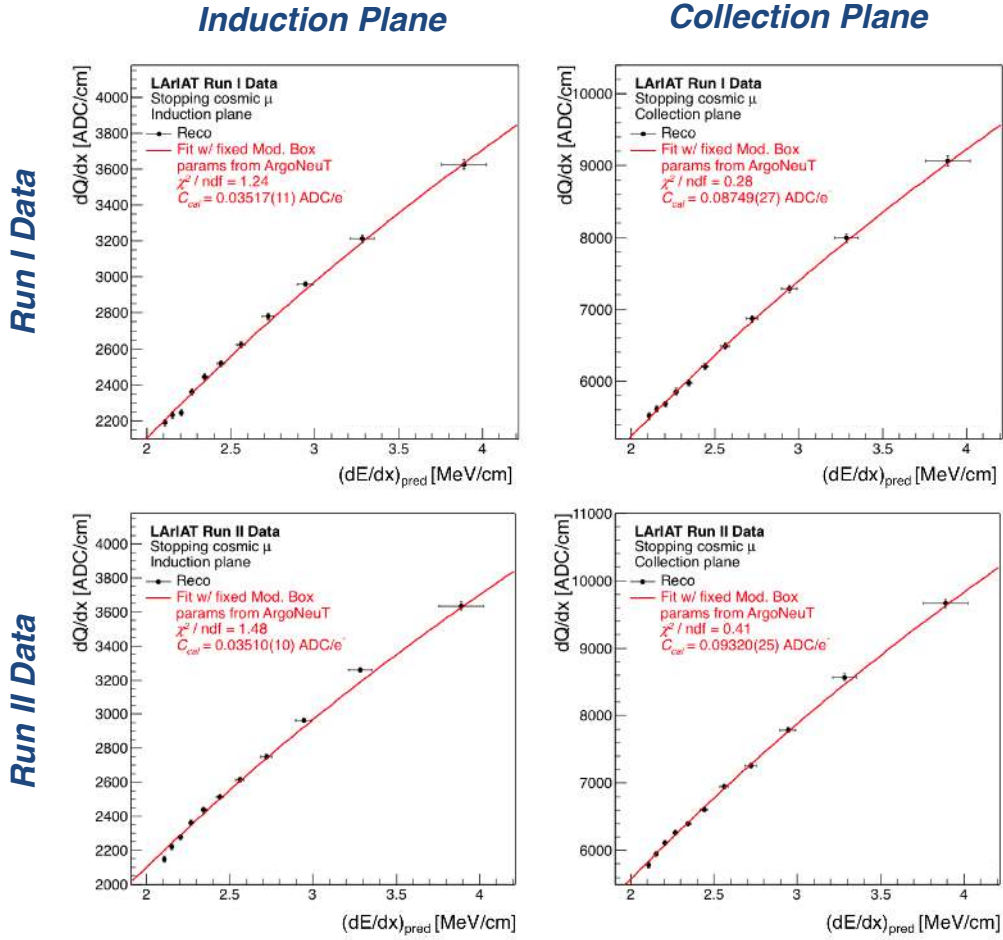 Induction Plane
Collection Plane
Run I Data
dQ/dx [ADC/cm]
LArIAT Run I Data
Stopping cosmic μ
Induction plane
Reco
Fit w/ fixed Mod. Box
params from ArgoNeuT
χ² / ndf = 1.24
C_cal = 0.03517(11) ADC/e⁻
4000
3800
3600
3400
3200
3000
2800
2600
2400
2200
2 2.5 3 3.5 4
(dE/dx)pred [MeV/cm]
dQ/dx [ADC/cm]
LArIAT Run I Data
Stopping cosmic μ
Collection plane
Reco
Fit w/ fixed Mod. Box
params from ArgoNeuT
χ² / ndf = 0.28
C_cal = 0.08749(27) ADC/e⁻
10000
9000
8000
7000
6000
2 2.5 3 3.5 4
(dE/dx)pred [MeV/cm]
Run II Data
dQ/dx [ADC/cm]
LArIAT Run II Data
Stopping cosmic μ
Induction plane
Reco
Fit w/ fixed Mod. Box
params from ArgoNeuT
χ² / ndf = 1.48
C_cal = 0.03510(10) ADC/e⁻
4000
3800
3600
3400
3200
3000
2800
2600
2400
2200
2000
2 2.5 3 3.5 4
(dE/dx)pred [MeV/cm]
dQ/dx [ADC/cm]
LArIAT Run II Data
Stopping cosmic μ
Collection plane
Reco
Fit w/ fixed Mod. Box
params from ArgoNeuT
χ² / ndf = 0.41
C_cal = 0.09320(25) ADC/e⁻
11000
10000
9000
8000
7000
6000
2 2.5 3 3.5 4
(dE/dx)pred [MeV/cm]